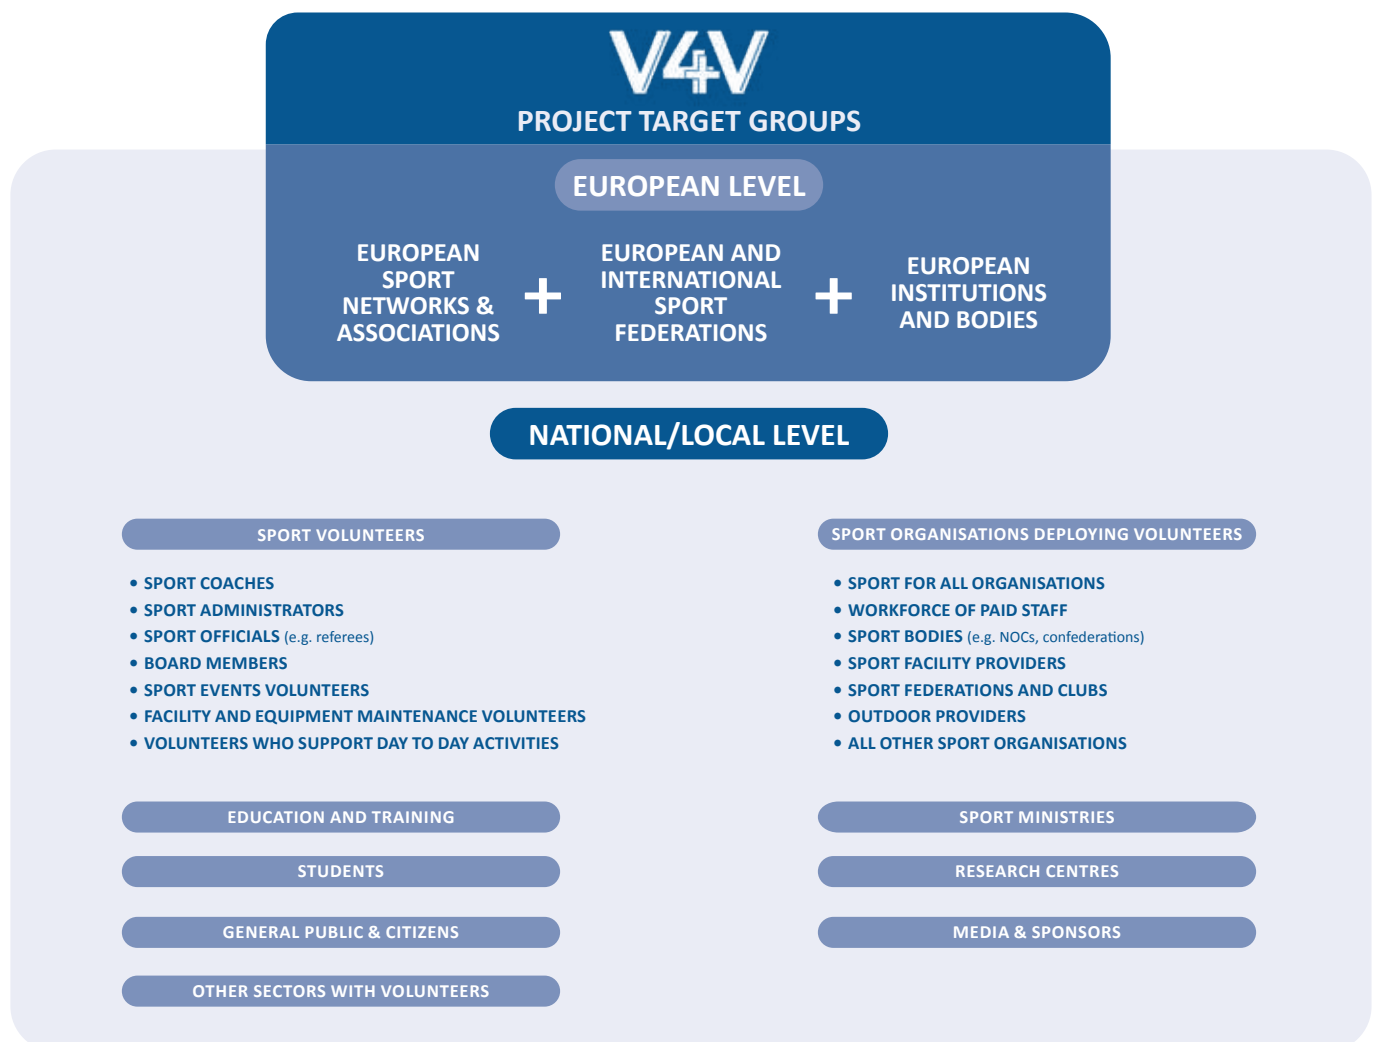 V4V
PROJECT TARGET GROUPS
EUROPEAN LEVEL
EUROPEAN
SPORT
NETWORKS &
ASSOCIATIONS
+
EUROPEAN AND
INTERNATIONAL
SPORT
FEDERATIONS
+
EUROPEAN
INSTITUTIONS
AND BODIES
NATIONAL/LOCAL LEVEL
SPORT VOLUNTEERS
• SPORT COACHES
• SPORT ADMINISTRATORS
• SPORT OFFICIALS (e.g. referees)
• BOARD MEMBERS
• SPORT EVENTS VOLUNTEERS
• FACILITY AND EQUIPMENT MAINTENANCE VOLUNTEERS
• VOLUNTEERS WHO SUPPORT DAY TO DAY ACTIVITIES
SPORT ORGANISATIONS DEPLOYING VOLUNTEERS
• SPORT FOR ALL ORGANISATIONS
• WORKFORCE OF PAID STAFF
• SPORT BODIES (e.g. NOCs, confederations)
• SPORT FACILITY PROVIDERS
• SPORT FEDERATIONS AND CLUBS
• OUTDOOR PROVIDERS
• ALL OTHER SPORT ORGANISATIONS
EDUCATION AND TRAINING
STUDENTS
GENERAL PUBLIC & CITIZENS
OTHER SECTORS WITH VOLUNTEERS
SPORT MINISTRIES
RESEARCH CENTRES
MEDIA & SPONSORS